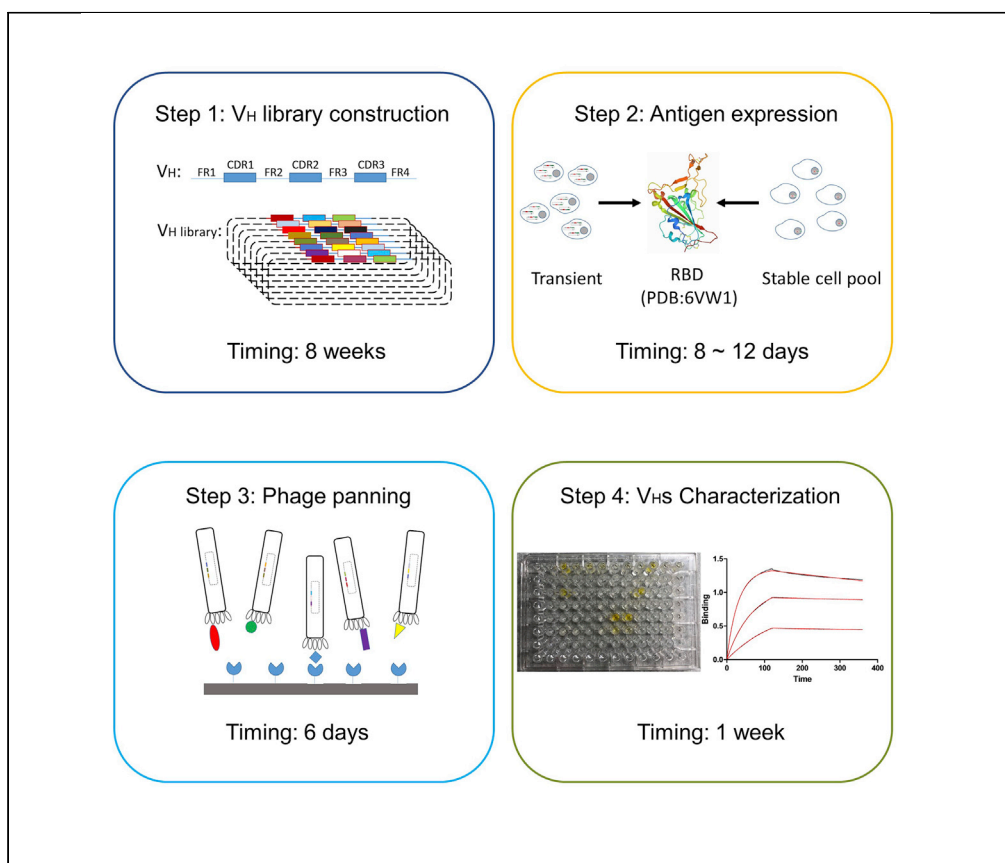 Step 1: VH library construction
VH:
FR1 CDR1 FR2 CDR2 FR3 CDR3 FR4
VH library:
Timing: 8 weeks
Step 2: Antigen expression
Transient
RBD
(PDB:6VW1)
Stable cell pool
Timing: 8 ~ 12 days
Step 3: Phage panning
Timing: 6 days
Step 4: VHs Characterization
Binding
1.5
1.0
0.5
0.0
0 100 200 300 400
Time
Timing: 1 week